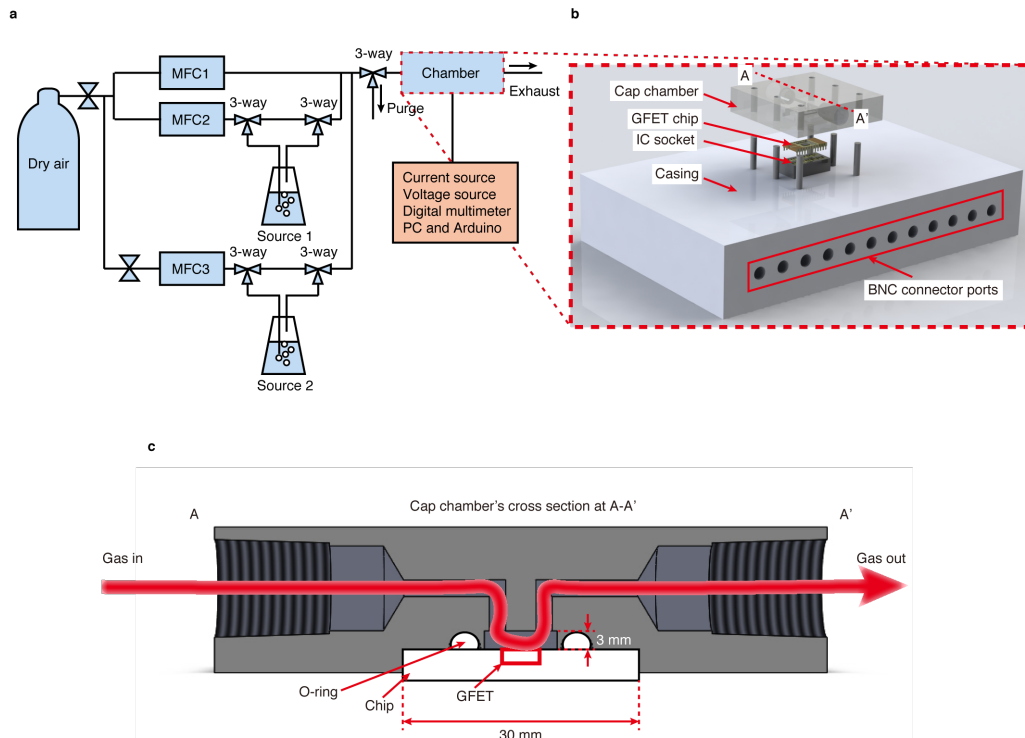 a
b
3-way
MFC1
Chamber
Exhaust
Purge
MFC2
3-way
3-way
Dry air
Source 1
Current source
Voltage source
Digital multimeter
PC and Arduino
3-way
3-way
MFC3
Source 2
A
Cap chamber
A'
GFET chip
IC socket
Casing
BNC connector ports
c
Cap chamber's cross section at A-A'
A
A'
Gas in
Gas out
3 mm
O-ring
Chip
GFET
30 mm